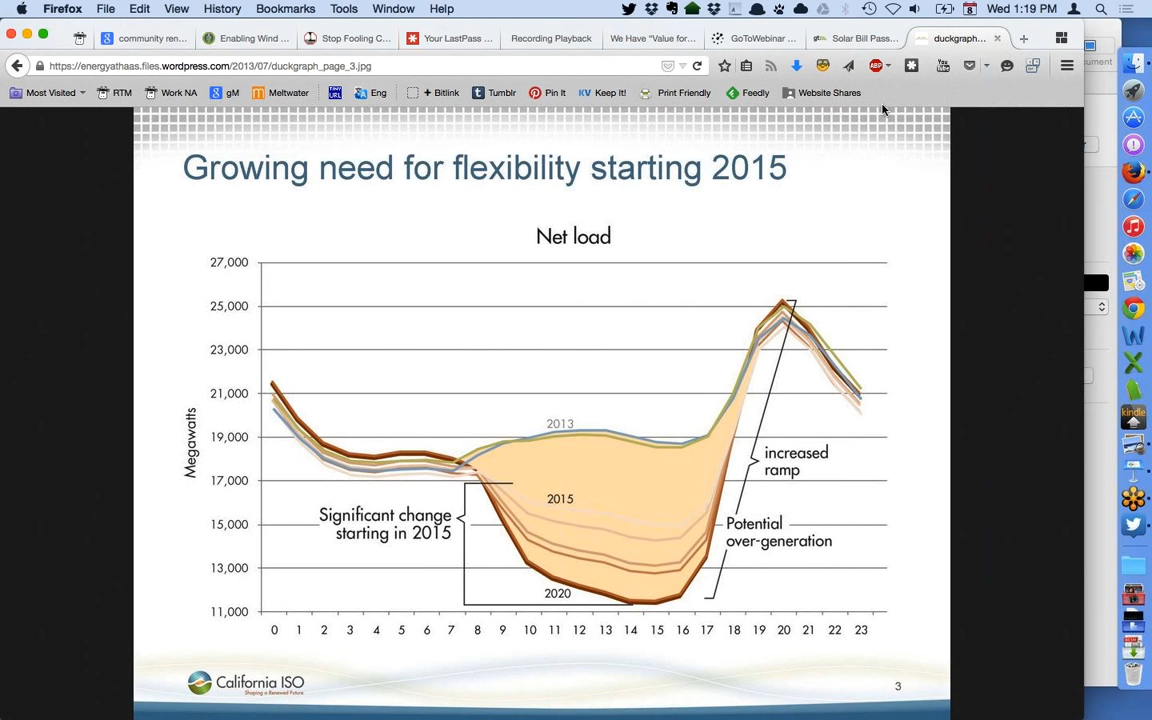 Firefox File Edit View History Bookmarks Tools Window Help Wed 1:19 PM
community ren... Enabling Wind ... Stop Fooling C... Your LastPass ... Recording Playback We Have "Value for... GoToWebinar ... Solar Bill Pass... duckgraph...
https://energyathaas.files.wordpress.com/2013/07/duckgraph_page_3.jpg
Most Visited RTM Work NA gM Meltwater Eng + Bitlink Tumblr Pin It KV Keep It! Print Friendly Feedly Website Shares
Growing need for flexibility starting 2015
Net load
27,000
25,000
23,000
21,000
19,000
17,000
15,000
13,000
11,000
Megawatts
2013
2015
2020
Significant change
starting in 2015
increased
ramp
Potential
over-generation
0 1 2 3 4 5 6 7 8 9 10 11 12 13 14 15 16 17 18 19 20 21 22 23
California ISO
Shaping a Renewed Future
3
kindle